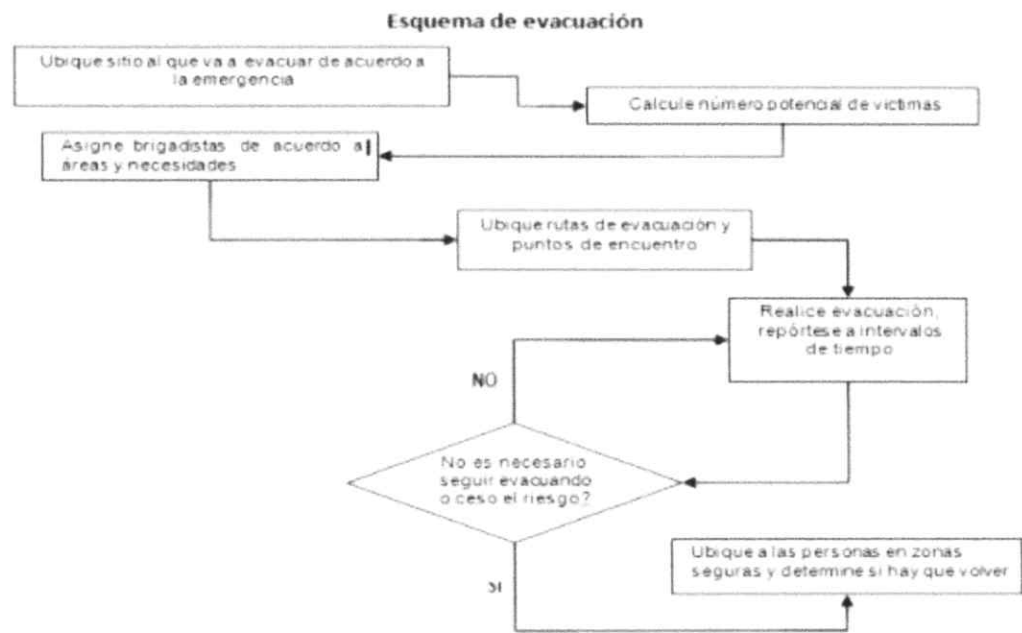 Esquema de evacuación
Ubique sitio al que va a evacuar de acuerdo a
la emergencia
Calcule número potencial de victimas
Asigne brigadistas de acuerdo a
áreas y necesidades
Ubique rutas de evacuación y
puntos de encuentro
Realice evacuación,
repórtese a intervalos
de tiempo
NO
No es necesario
seguir evacuando
o ceso el riesgo?
SI
Ubique a las personas en zonas
seguras y determine si hay que volver